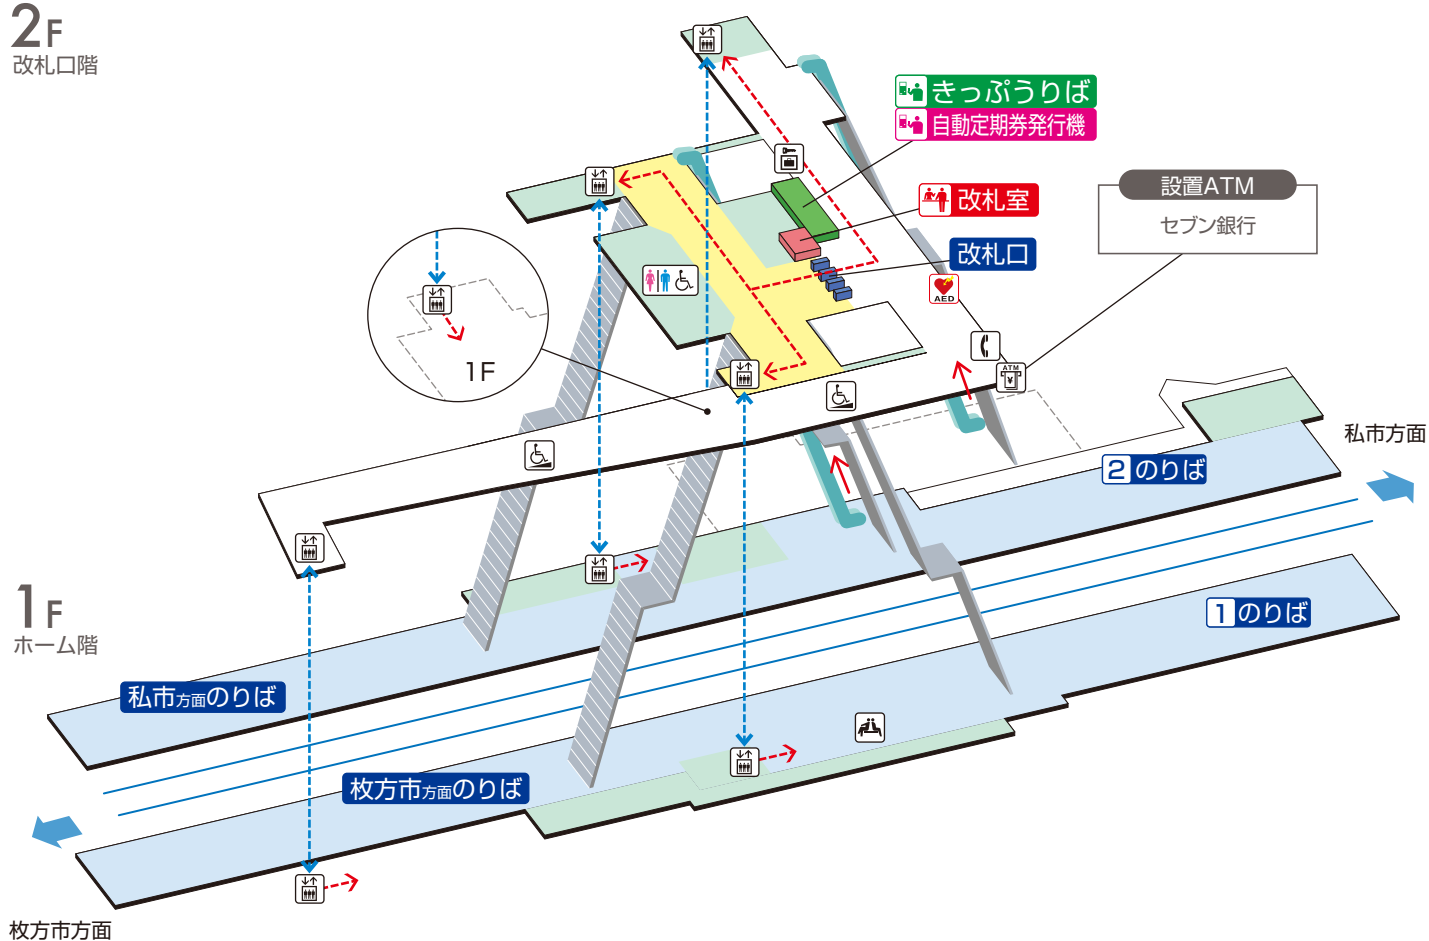 2F
改札口階
きっぷうりば
自動定期券発行機
設置ATM
セブン銀行
改札室
改札口
AED
1F
ATM
¥
私市方面
2のりば
1F
ホーム階
1のりば
私市方面のりば
枚方市方面のりば
枚方市方面